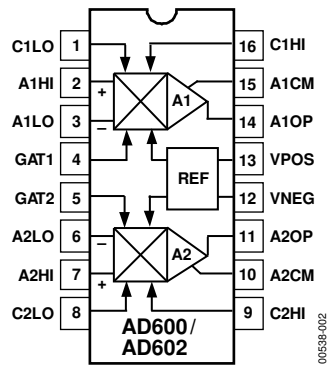 C1LO 1 16 C1HI
A1HI 2 + A1 15 A1CM
A1LO 3 – 14 A1OP
GAT1 4 13 VPOS
REF
GAT2 5 12 VNEG
A2LO 6 – 11 A2OP
A2HI 7 + A2 10 A2CM
C2LO 8 9 C2HI
AD600/
AD602
00538-002